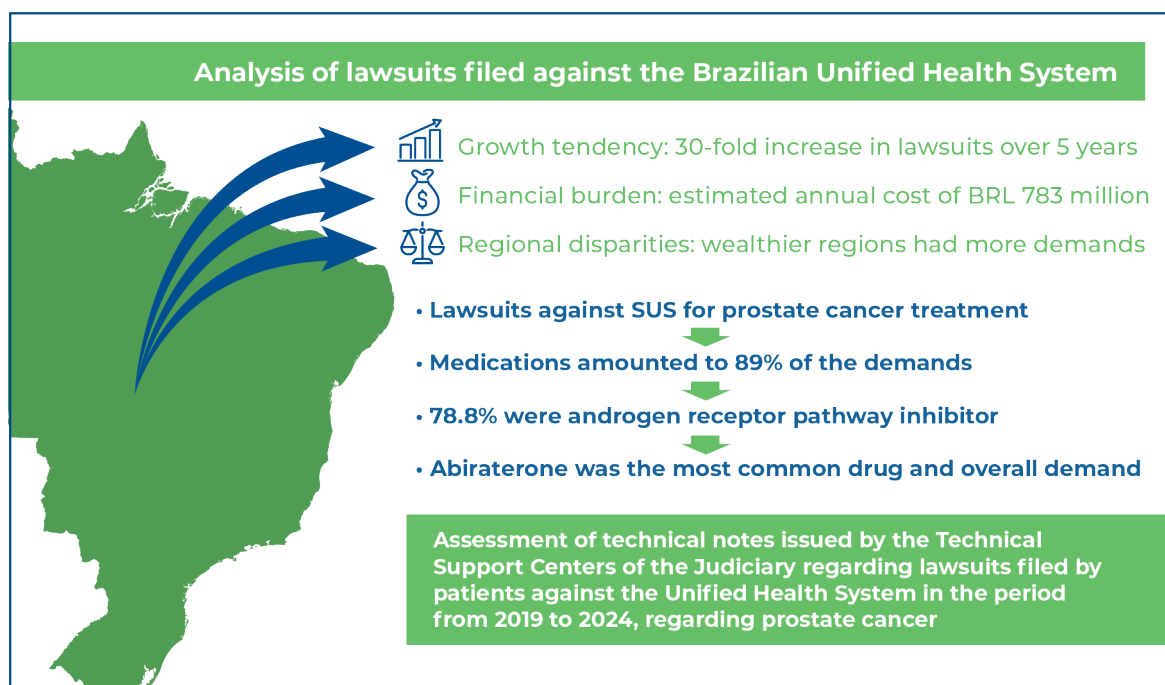 Analysis of lawsuits filed against the Brazilian Unified Health System
Growth tendency: 30-fold increase in lawsuits over 5 years
$ Financial burden: estimated annual cost of BRL 783 million
Regional disparities: wealthier regions had more demands
• Lawsuits against SUS for prostate cancer treatment
• Medications amounted to 89% of the demands
• 78.8% were androgen receptor pathway inhibitor
• Abiraterone was the most common drug and overall demand
Assessment of technical notes issued by the Technical
Support Centers of the Judiciary regarding lawsuits filed by
patients against the Unified Health System in the period
from 2019 to 2024, regarding prostate cancer